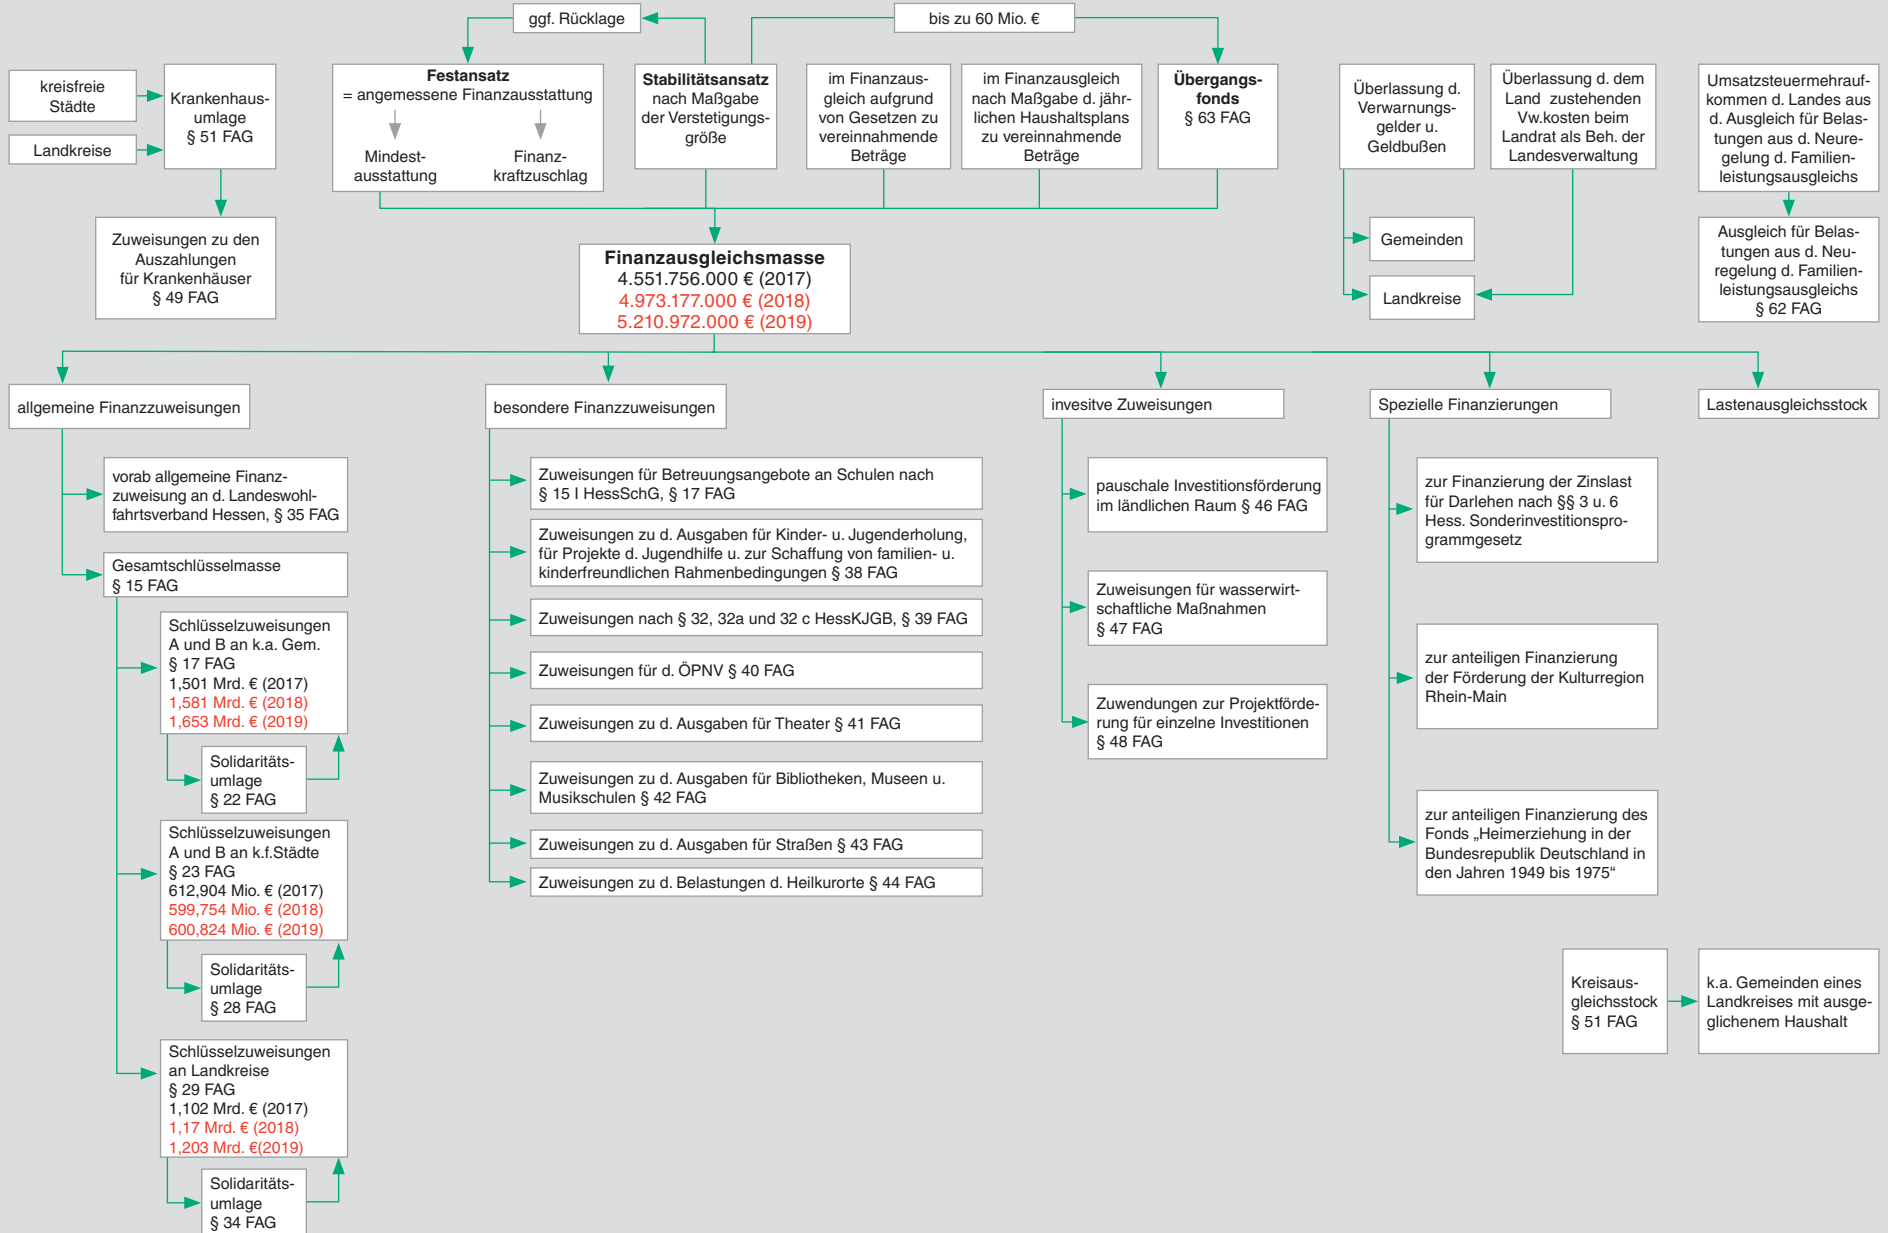 ggf. Rücklage
bis zu 60 Mio. €
kreisfreie
Städte
Landkreise
Krankenhaus-
umlage
§ 51 FAG
Festansatz
= angemessene Finanzausstattung
Mindest-
ausstattung
Finanz-
kraftzuschlag
Stabilitätsansatz
nach Maßgabe
der Verstetigungs-
größe
im Finanzaus-
gleich aufgrund
von Gesetzen zu
vereinnahmende
Beträge
im Finanzausgleich
nach Maßgabe d. jähr-
lichen Haushaltsplans
zu vereinnahmende
Beträge
Übergangs-
fonds
§ 63 FAG
Überlassung d.
Verwarnungs-
gelder u.
Geldbußen
Überlassung d. dem
Land zustehenden
Vw.kosten beim
Landrat als Beh. der
Landesverwaltung
Umsatzsteuermehrauf-
kommen d. Landes aus
d. Ausgleich für Belas-
tungen aus d. Neure-
gelung d. Familien-
leistungsausgleichs
Zuweisungen zu den
Auszahlungen
für Krankenhäuser
§ 49 FAG
Finanzausgleichsmasse
4.551.756.000 € (2017)
4.973.177.000 € (2018)
5.210.972.000 € (2019)
Gemeinden
Landkreise
Ausgleich für Belas-
tungen aus d. Neu-
regelung d. Familien-
leistungsausgleichs
§ 62 FAG
allgemeine Finanzzuweisungen
besondere Finanzzuweisungen
invesitve Zuweisungen
Spezielle Finanzierungen
Lastenausgleichsstock
vorab allgemeine Finanz-
zuweisung an d. Landeswohl-
fahrtsverband Hessen, § 35 FAG
Gesamtschlüsselmasse
§ 15 FAG
Schlüsselzuweisungen
A und B an k.a. Gem.
§ 17 FAG
1,501 Mrd. € (2017)
1,581 Mrd. € (2018)
1,653 Mrd. € (2019)
Solidaritäts-
umlage
§ 22 FAG
Schlüsselzuweisungen
A und B an k.f.Städte
§ 23 FAG
612,904 Mio. € (2017)
599,754 Mio. € (2018)
600,824 Mio. € (2019)
Solidaritäts-
umlage
§ 28 FAG
Schlüsselzuweisungen
an Landkreise
§ 29 FAG
1,102 Mrd. € (2017)
1,17 Mrd. € (2018)
1,203 Mrd. €(2019)
Solidaritäts-
umlage
§ 34 FAG
Zuweisungen für Betreuungsangebote an Schulen nach
§ 15 I HessSchG, § 17 FAG
Zuweisungen zu d. Ausgaben für Kinder- u. Jugenderholung,
für Projekte d. Jugendhilfe u. zur Schaffung von familien- u.
kinderfreundlichen Rahmenbedingungen § 38 FAG
Zuweisungen nach § 32, 32a und 32 c HessKJGB, § 39 FAG
Zuweisungen für d. ÖPNV § 40 FAG
Zuweisungen zu d. Ausgaben für Theater § 41 FAG
Zuweisungen zu d. Ausgaben für Bibliotheken, Museen u.
Musikschulen § 42 FAG
Zuweisungen zu d. Ausgaben für Straßen § 43 FAG
Zuweisungen zu d. Belastungen d. Heilkurorte § 44 FAG
pauschale Investitionsförderung
im ländlichen Raum § 46 FAG
Zuweisungen für wasserwirt-
schaftliche Maßnahmen
§ 47 FAG
Zuwendungen zur Projektförde-
rung für einzelne Investitionen
§ 48 FAG
zur Finanzierung der Zinslast
für Darlehen nach §§ 3 u. 6
Hess. Sonderinvestitionspro-
grammgesetz
zur anteiligen Finanzierung
der Förderung der Kulturregion
Rhein-Main
zur anteiligen Finanzierung des
Fonds „Heimerziehung in der
Bundesrepublik Deutschland in
den Jahren 1949 bis 1975“
Kreisaus-
gleichsstock
§ 51 FAG
k.a. Gemeinden eines
Landkreises mit ausge-
glichenem Haushalt